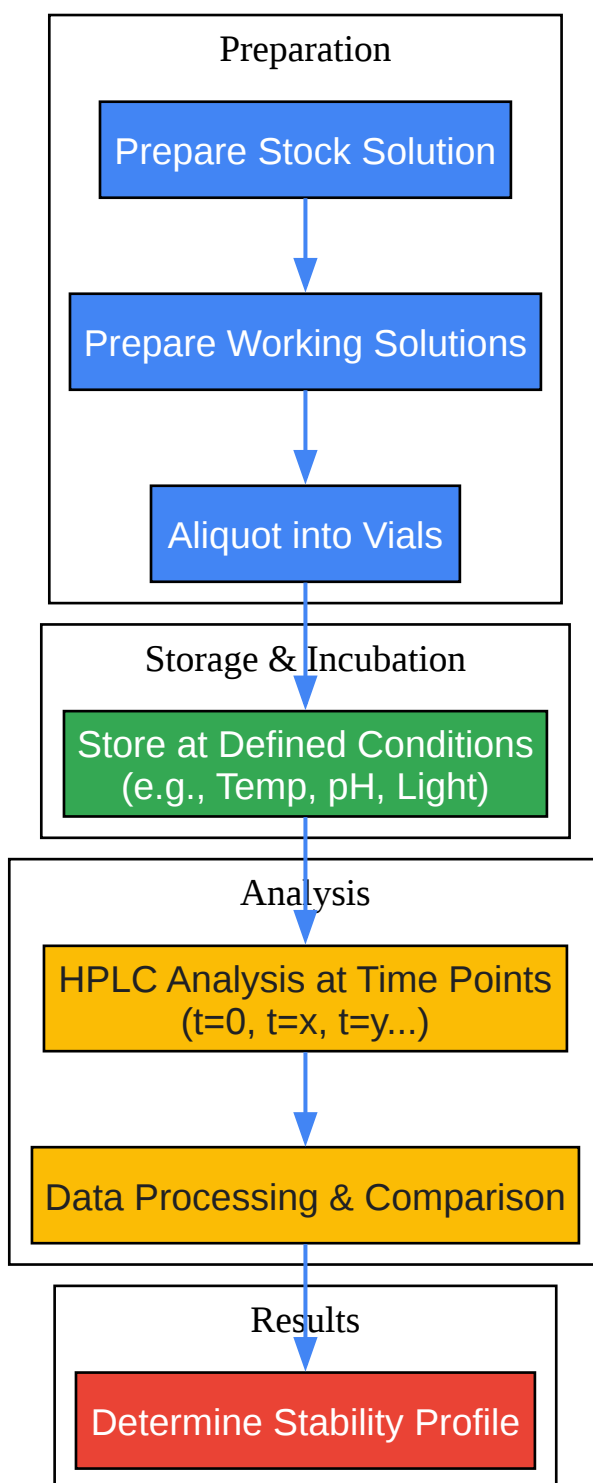 Preparation
Prepare Stock Solution
Prepare Working Solutions
Aliquot into Vials
Storage & Incubation
Store at Defined Conditions
(e.g., Temp, pH, Light)
Analysis
HPLC Analysis at Time Points
(t=0, t=x, t=y...)
Data Processing & Comparison
Results
Determine Stability Profile